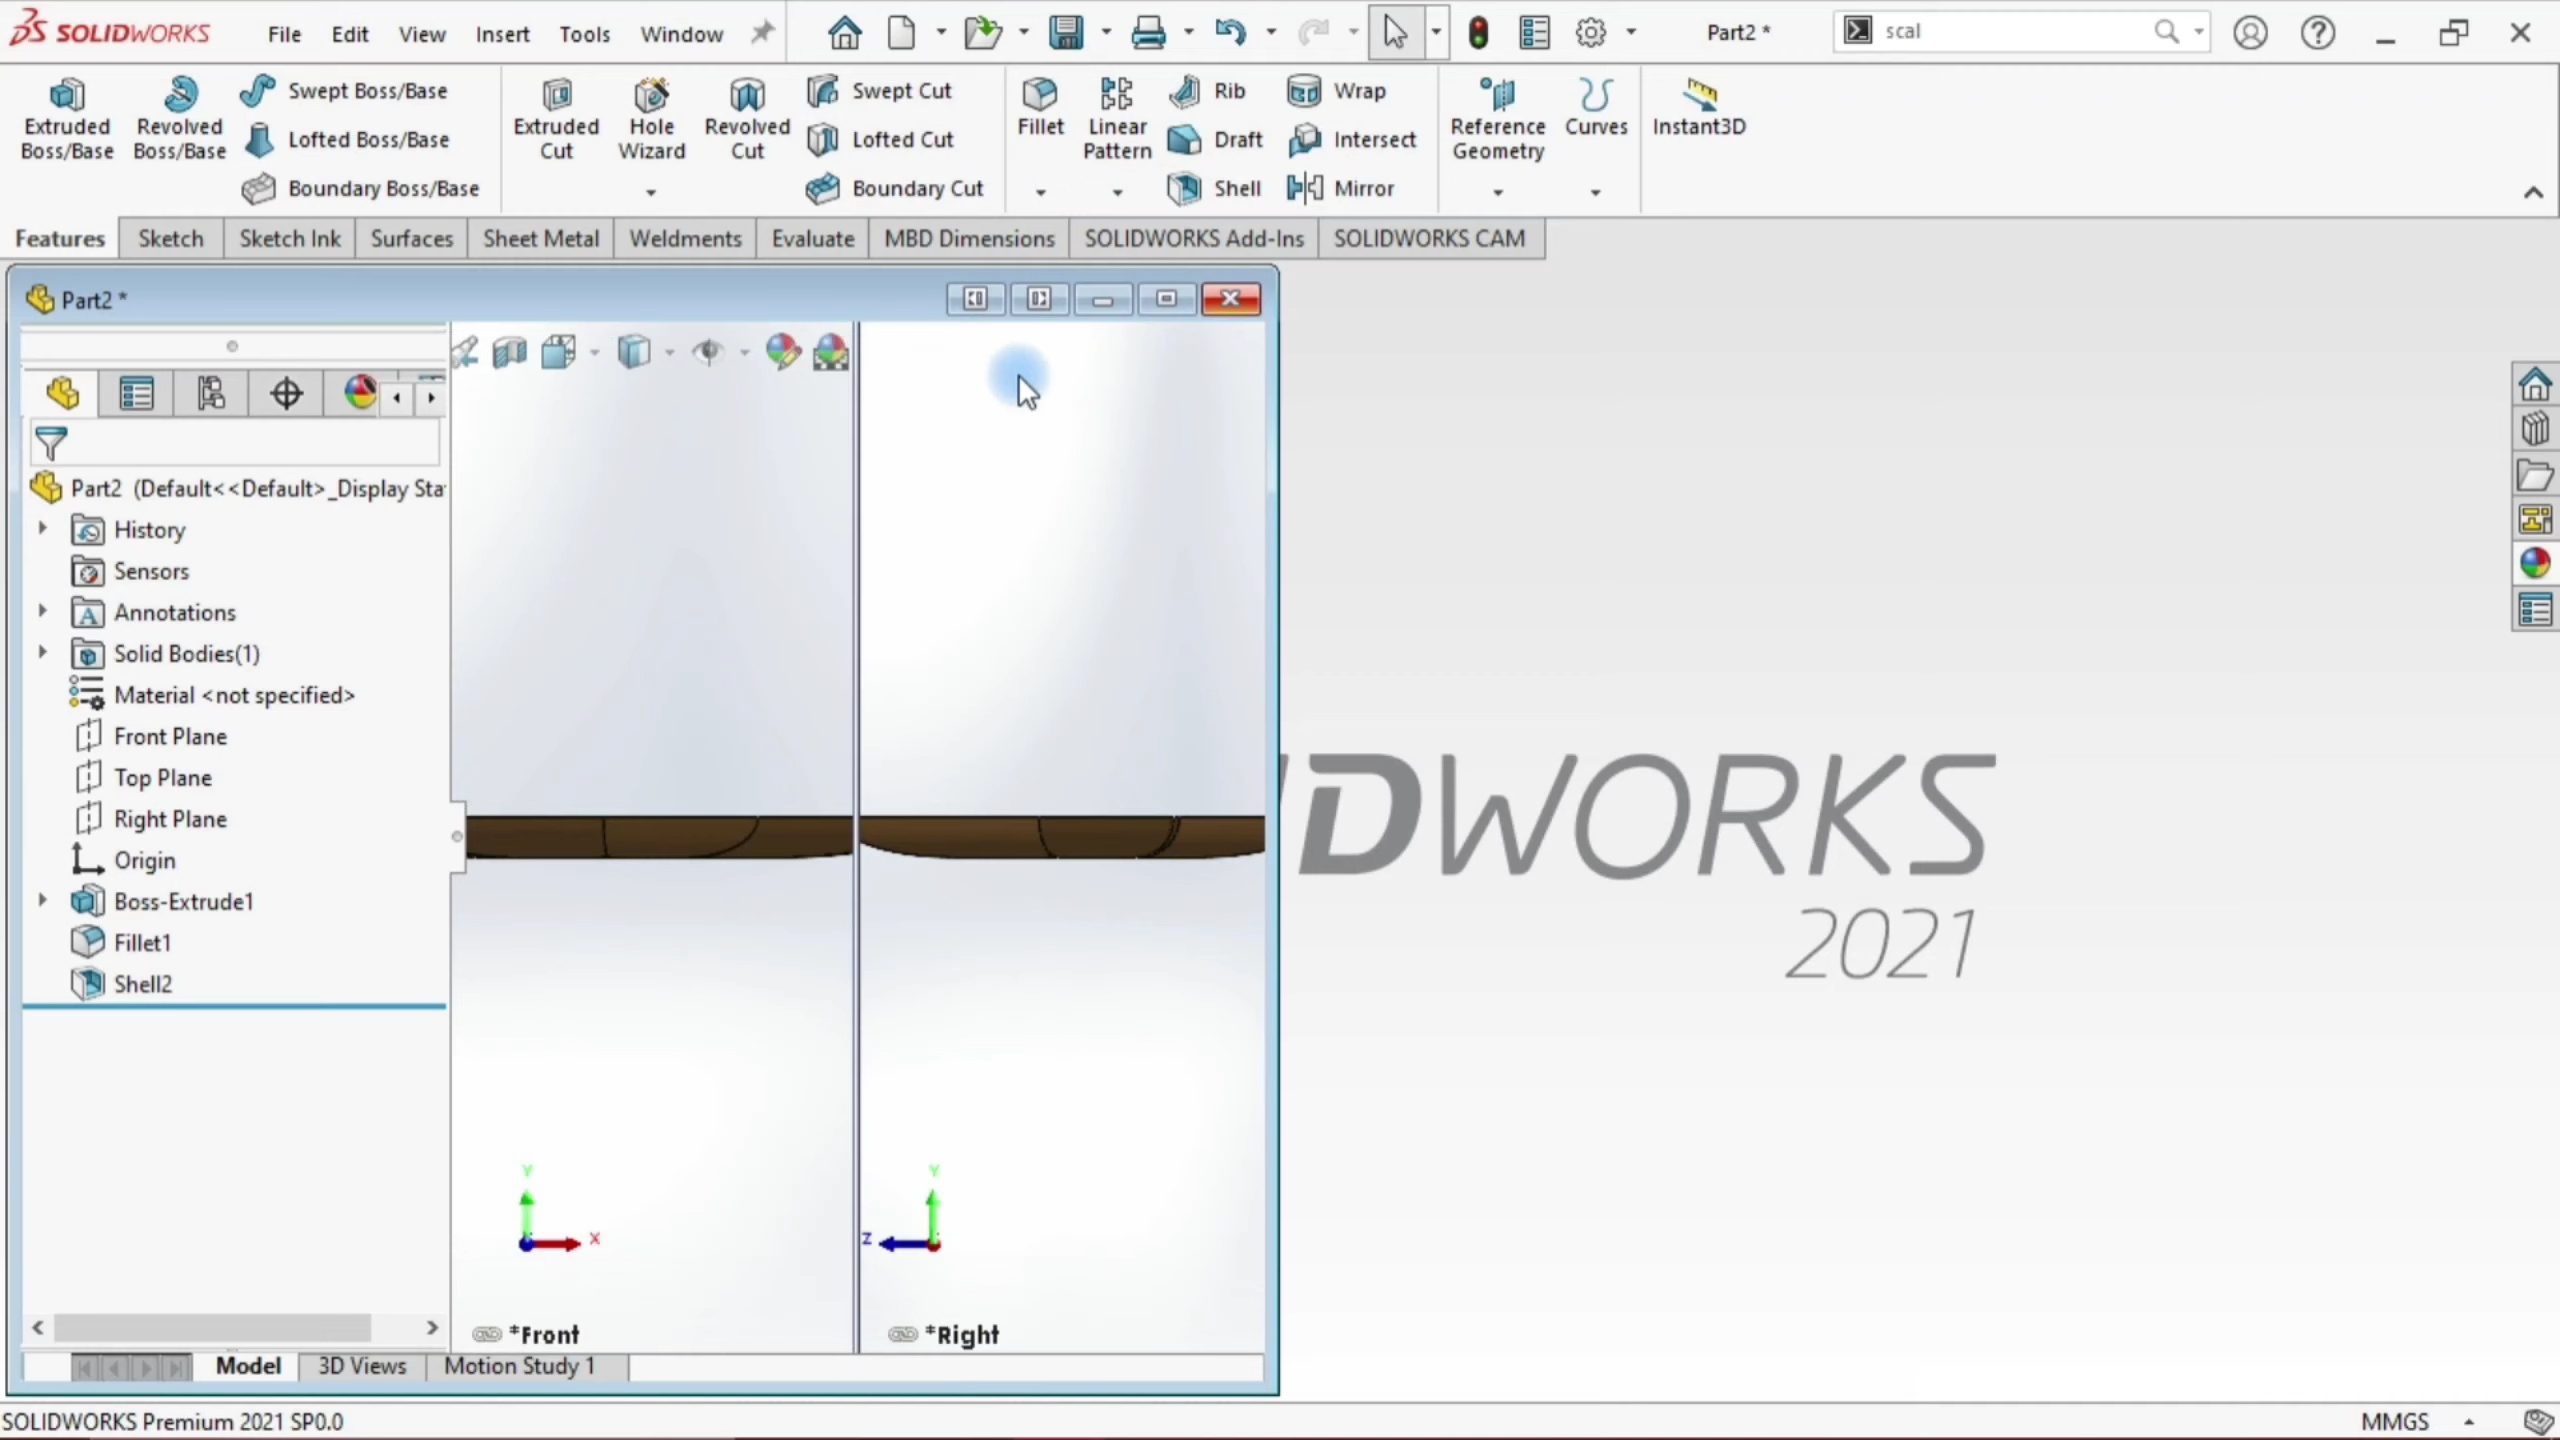 SOLIDWORKS File Edit View Insert Tools Window Part2 * scal
Extruded Boss/Base
Revolved Boss/Base
Swept Boss/Base
Lofted Boss/Base
Boundary Boss/Base
Extruded Cut
Hole Wizard
Revolved Cut
Swept Cut
Lofted Cut
Boundary Cut
Fillet
Linear Pattern
Rib
Draft
Shell
Wrap
Intersect
Mirror
Reference Geometry
Curves
Instant3D
Features Sketch Sketch Ink Surfaces Sheet Metal Weldments Evaluate MBD Dimensions SOLIDWORKS Add-Ins SOLIDWORKS CAM
Part2 *
Part2 (Default<<Default>_Display Sta
History
Sensors
Annotations
Solid Bodies(1)
Material <not specified>
Front Plane
Top Plane
Right Plane
Origin
Boss-Extrude1
Fillet1
Shell2
Y
X
*Front
Y
Z
*Right
DWORKS
2021
Model 3D Views Motion Study 1
SOLIDWORKS Premium 2021 SP0.0 MMGS